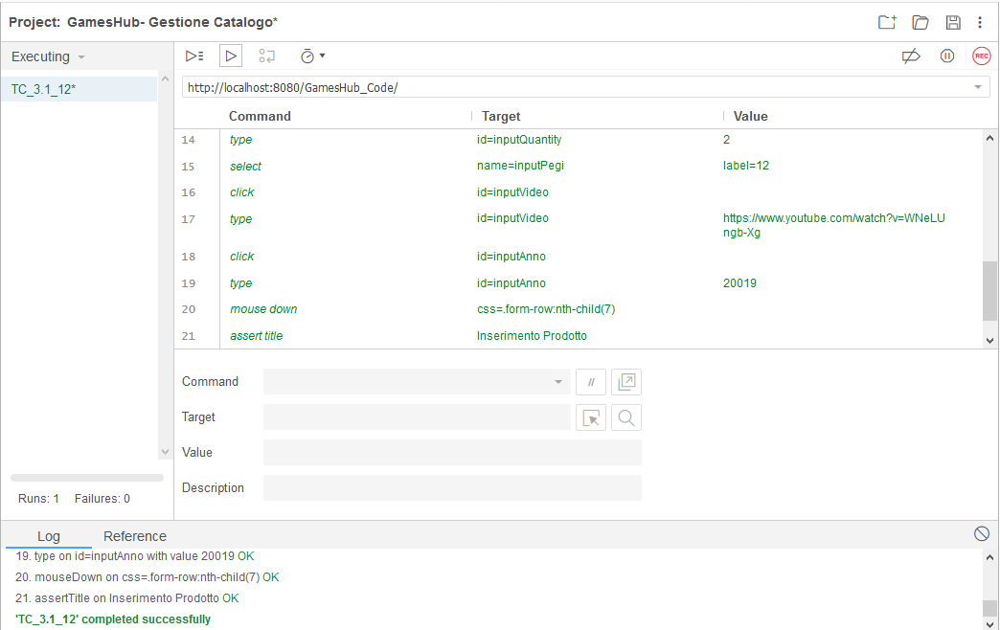 Project: GamesHub- Gestione Catalogo*
Executing
REC
TC_3.1_12*
http://localhost:8080/GamesHub_Code/
Command Target Value
14 type id=inputQuantity 2
15 select name=inputPegi label=12
16 click id=inputVideo
17 type id=inputVideo https://www.youtube.com/watch?v=WNeLU
ngb-Xg
18 click id=inputAnno
19 type id=inputAnno 20019
20 mouse down css=.form-row:nth-child(7)
21 assert title Inserimento Prodotto
Command //
Target
Value
Description
Runs: 1 Failures: 0
Log Reference
19. type on id=inputAnno with value 20019 OK
20. mouseDown on css=.form-row:nth-child(7) OK
21. assertTitle on Inserimento Prodotto OK
'TC_3.1_12' completed successfully